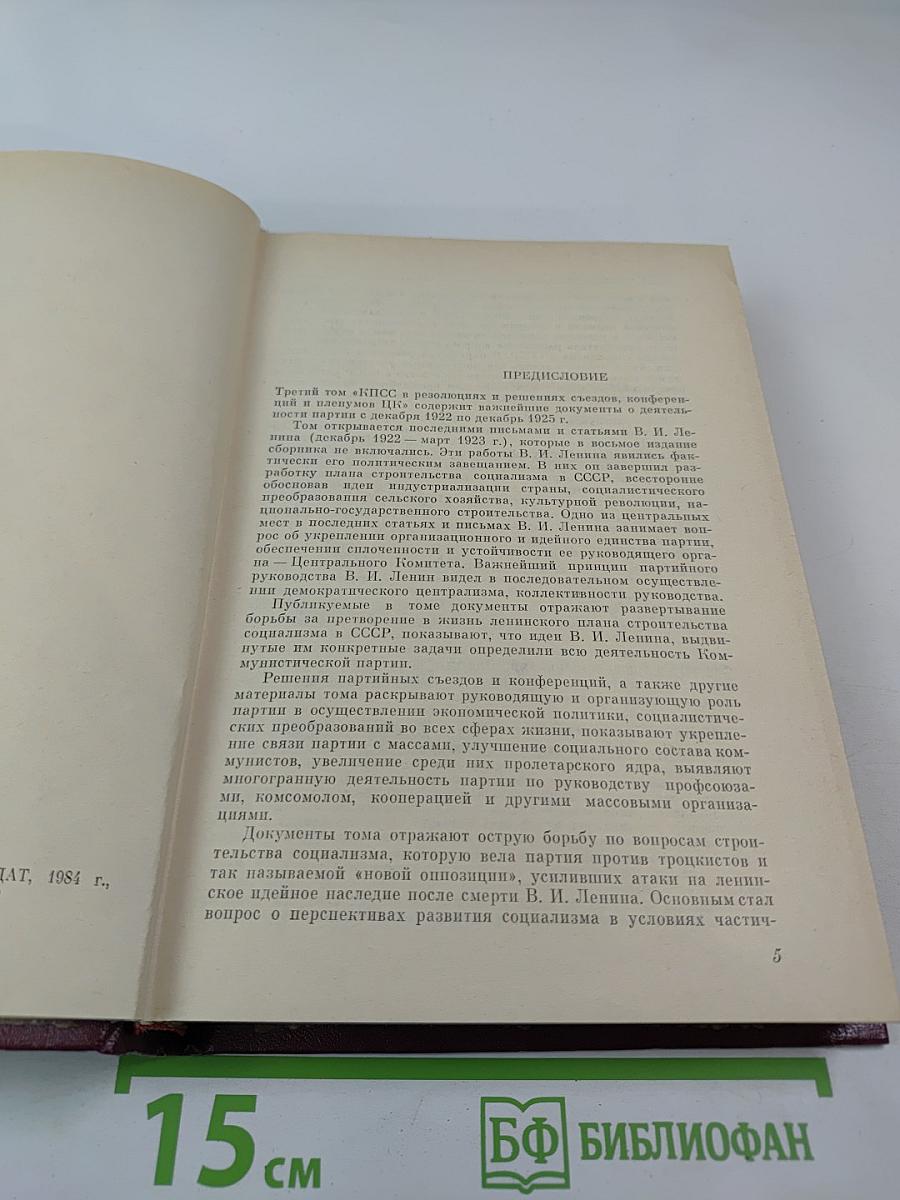 ДАТ, 1984 г.,
ПРЕДИСЛОВИЕ
Третий том «КПСС в резолюциях и решениях съездов, конферен-
ций и пленумов ЦК» содержит важнейшие документы о деятель-
ности партии с декабря 1922 по декабрь 1925 г.
Том открывается последними письмами и статьями В. И. Ле-
нина (декабрь 1922 — март 1923 г.), которые в восьмое издание
сборника не включались. Эти работы В. И. Ленина явились фак-
тически его политическим завещанием. В них он завершил раз-
работку плана строительства социализма в СССР, всесторонне
обосновав идеи индустриализации страны, социалистического
преобразования сельского хозяйства, культурной революции, на-
ционально-государственного строительства. Одно из центральных
мест в последних статьях и письмах В. И. Ленина занимает воп-
рос об укреплении организационного и идейного единства партии,
обеспечении сплоченности и устойчивости ее руководящего орга-
на — Центрального Комитета. Важнейший принцип партийного
руководства В. И. Ленин видел в последовательном осуществле-
нии демократического централизма, коллективности руководства.
Публикуемые в томе документы отражают развертывание
борьбы за претворение в жизнь ленинского плана строительства
социализма в СССР, показывают, что идеи В. И. Ленина, выдви-
нутые им конкретные задачи определили всю деятельность Ком-
мунистической партии.
Решения партийных съездов и конференций, а также другие
материалы тома раскрывают руководящую и организующую роль
партии в осуществлении экономической политики, социалистиче-
ских преобразований во всех сферах жизни, показывают укрепле-
ние связи партии с массами, улучшение социального состава ком-
мунистов, увеличение среди них пролетарского ядра, выявляют
многогранную деятельность партии по руководству профсоюза-
ми, комсомолом, кооперацией и другими массовыми организа-
циями.
Документы тома отражают острую борьбу по вопросам строи-
тельства социализма, которую вела партия против троцкистов и
так называемой «новой оппозиции», усиливших атаки на ленин-
ское идейное наследие после смерти В. И. Ленина. Основным стал
вопрос о перспективах развития социализма в условиях частич-
5
15 см
БФ БИБЛИОФАН